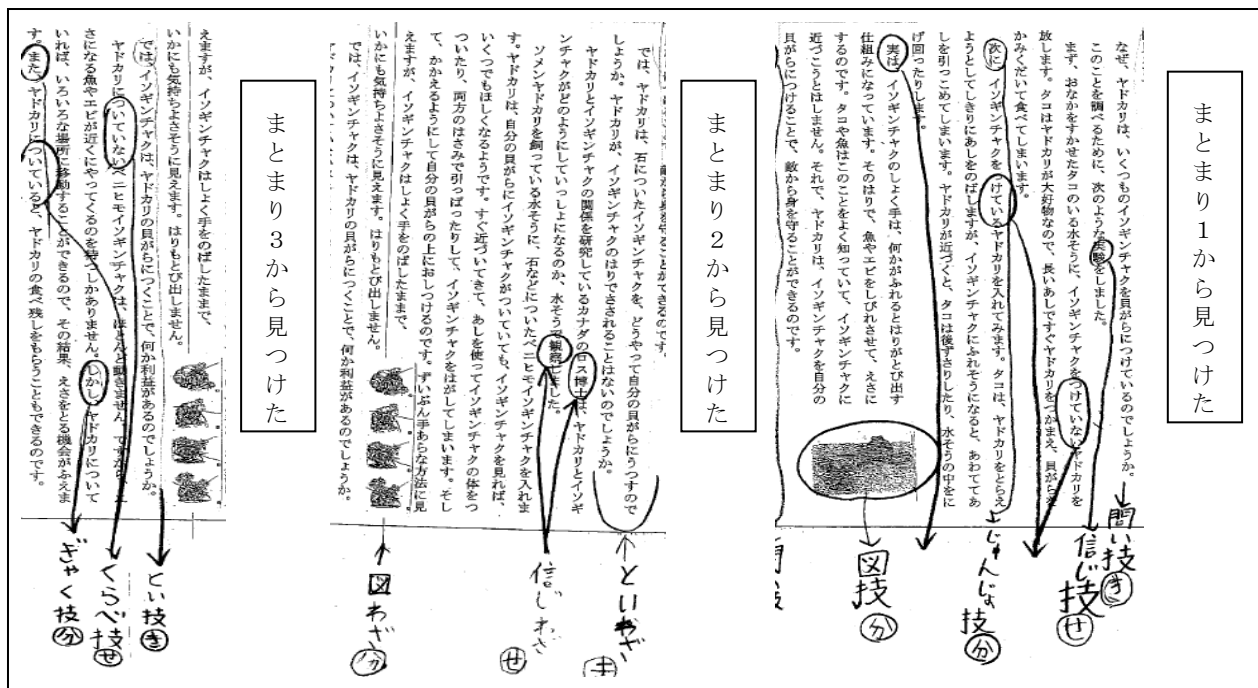 まとまり1から見つけた
なぜ、ヤドカリは、いくつものイソギンチャクを貝がらにつけているのでしょうか。
このことを調べるために、次のような実験をしました。
まず、おなかをすかせたタコのいる水そうに、イソギンチャクをつけていないヤドカリを
放します。タコはヤドカリが大好物なので、長いあしですぐヤドカリをつかまえ、貝がらを
かみくだいて食べてしまいます。
次に、イソギンチャクをつけているヤドカリを入れてみます。タコは、ヤドカリをとらえ
ようとしてしきりにあしをのばしますが、イソギンチャクにふれそうになると、あわててあ
しを引っこめてしまいます。ヤドカリが近づくと、タコは後ずさりしたり、水そうの中をに
げ回ったりします。
実は、イソギンチャクのしょく手は、何かがふれるとはりがとび出す
仕組みになっています。そのはりで、魚やエビをしびれさせて、えさに
するのです。タコや魚はこのことをよく知っていて、イソギンチャクに
近づこうとはしません。それで、ヤドカリは、イソギンチャクを自分の
貝がらにつけることで、敵から身を守ることができるのです。
問い技 き
信じ技 せ
じゅんじょ技 分
図技 分
まとまり2から見つけた
では、ヤドカリは、石についたイソギンチャクを、どうやって自分の貝がらにうつすので
しょうか。ヤドカリが、イソギンチャクのはりでさされることはないのでしょうか。
ヤドカリとイソギンチャクの関係を研究しているカナダのロス博士は、ヤドカリとイソギ
ンチャクがどのようにしていっしょになるのか、水そうで観察しました。
ソメンヤドカリを飼っている水そうに、石などについたベニヒモイソギンチャクを入れま
す。ヤドカリは、自分の貝がらにイソギンチャクがついていても、イソギンチャクを見れば、
いくつでもほしくなるようです。すぐ近づいてきて、あしを使ってイソギンチャクの体をつ
ついたり、両方のはさみで引っぱったりして、イソギンチャクをはがしてしまいます。そし
て、かかえるようにして自分の貝がらの上におしつけるのです。ずいぶん手あらな方法に見
えますが、イソギンチャクはしょく手をのばしたままで、
いかにも気持ちよさそうに見えます。はりもとび出しません。
では、イソギンチャクは、ヤドカリの貝がらにつくことで、何か利益があるのでしょうか。
といわざ き
信じわざ せ
図わざ 分
まとまり3から見つけた
えますが、イソギンチャクはしょく手をのばしたままで、
いかにも気持ちよさそうに見えます。はりもとび出しません。
では、イソギンチャクは、ヤドカリの貝がらにつくことで、何か利益があるのでしょうか。
ヤドカリについていないベニヒモイソギンチャクは、ほとんど動きません。ですから、え
さになる魚やエビが近くにやってくるのを待つしかありません。しかし、ヤドカリについて
いれば、いろいろな場所に移動することができるので、その結果、えさをとる機会がふえま
す。また、ヤドカリについていると、ヤドカリの食べ残しをもらうこともできるのです。
とい技 き
くらべ技 せ
ぎゃく技 分